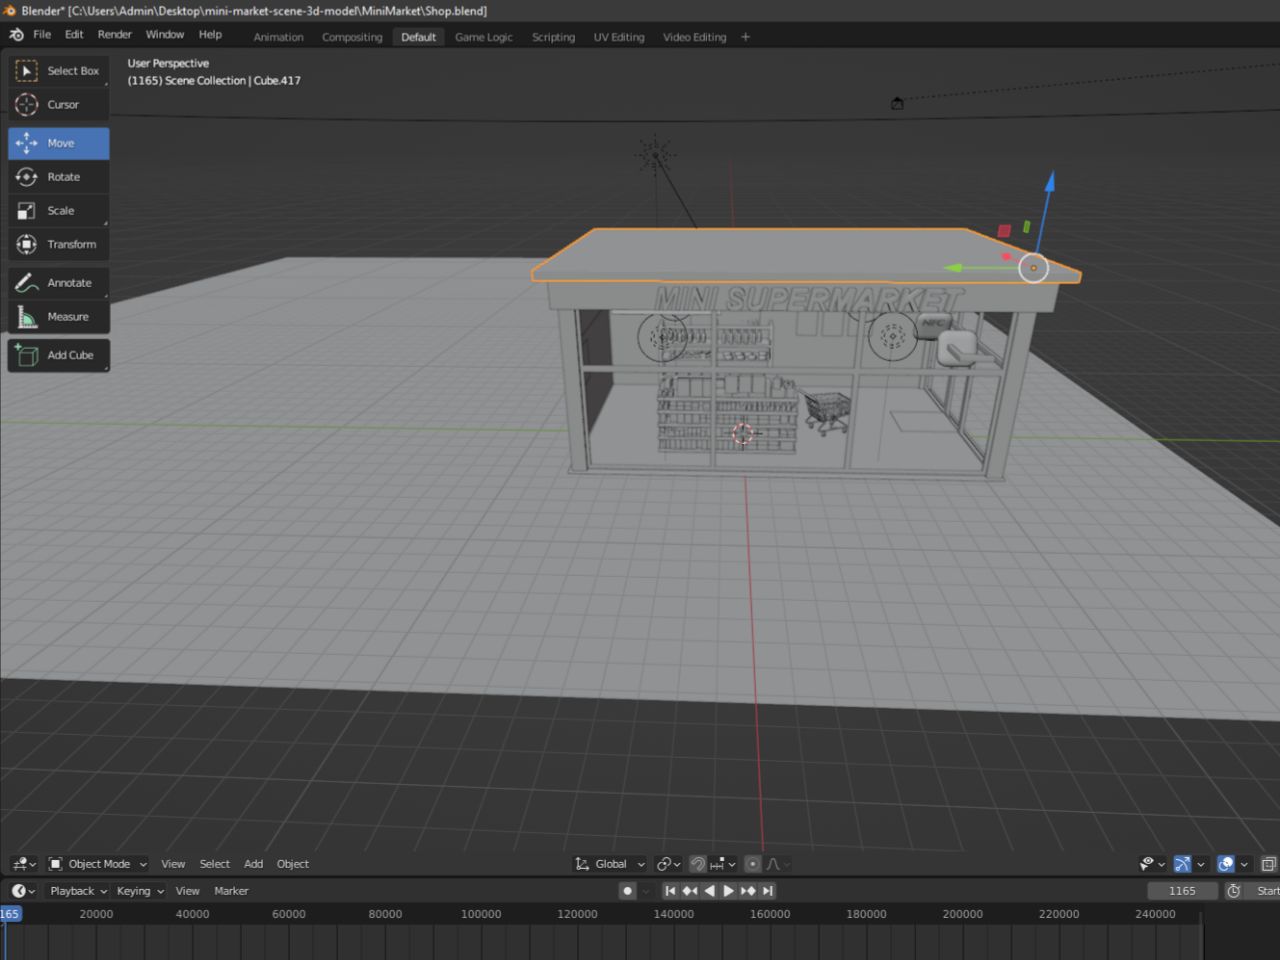 Blender* [C:\Users\Admin\Desktop\mini-market-scene-3d-model\MiniMarket\Shop.blend]
File Edit Render Window Help Animation Compositing Default Game Logic Scripting UV Editing Video Editing +
User Perspective
(1165) Scene Collection | Cube.417
Select Box
Cursor
Move
Rotate
Scale
Transform
Annotate
Measure
Add Cube
MINI SUPERMARKET
NFC
Object Mode View Select Add Object Global
Playback Keying View Marker 1165 Start
165 20000 40000 60000 80000 100000 120000 140000 160000 180000 200000 220000 240000